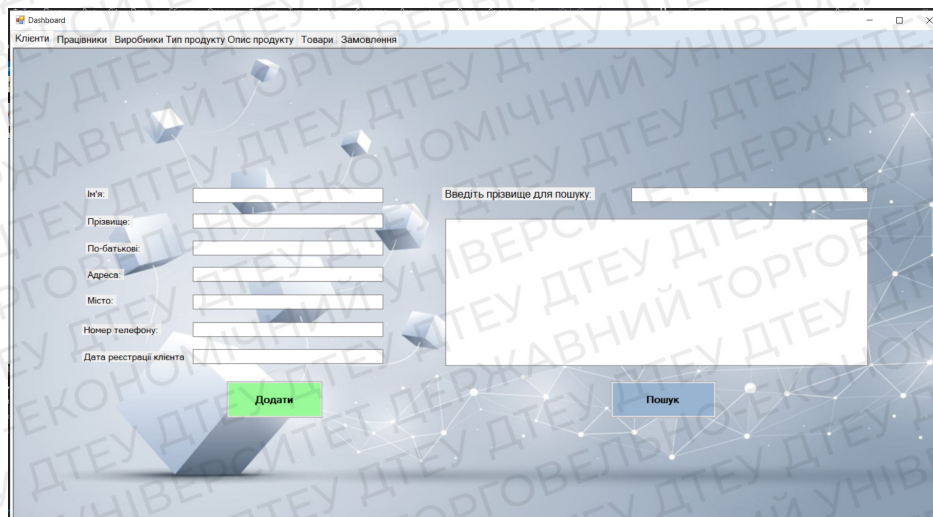 Dashboard
Клієнти Працівники Виробники Тип продукту Опис продукту Товари Замовлення
Ім'я:
Введіть прізвище для пошуку:
Прізвище:
По-батькові:
Адреса:
Місто:
Номер телефону:
Дата реєстрації клієнта
Додати
Пошук